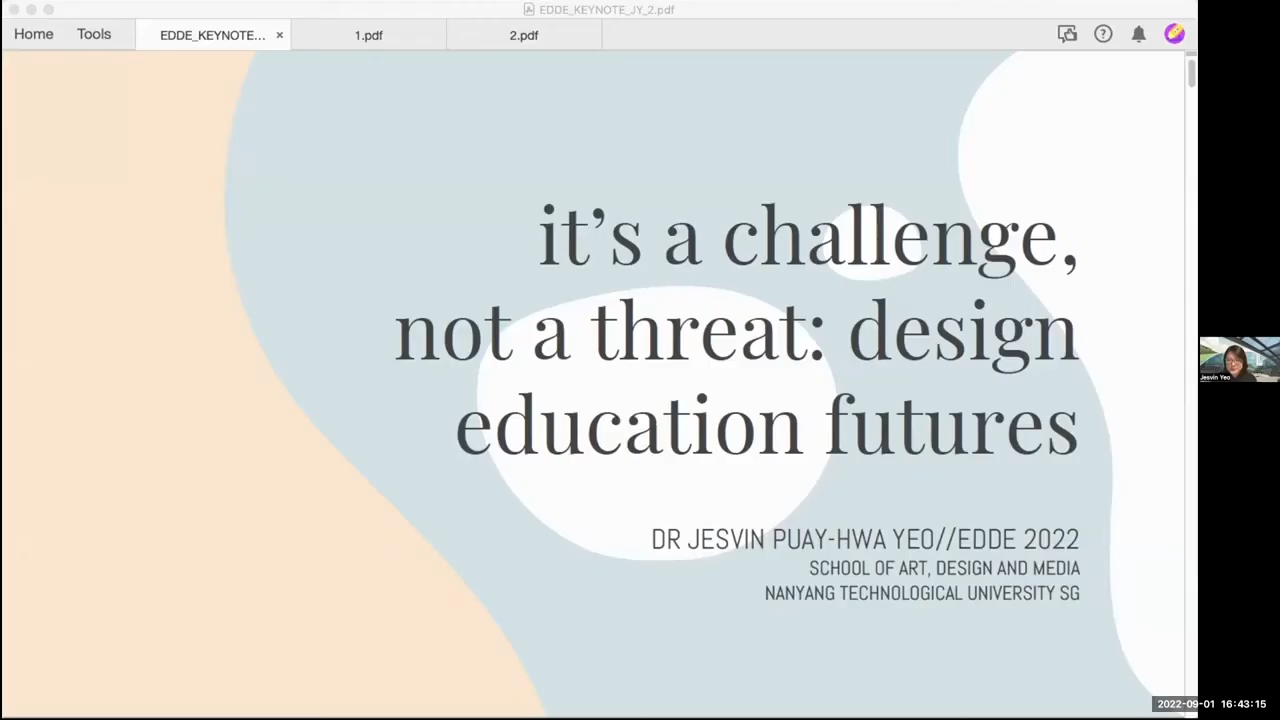 EDDE_KEYNOTE_JY_2.pdf
Home Tools EDDE_KEYNOTE... × 1.pdf 2.pdf
it’s a challenge,
not a threat: design
education futures
DR JESVIN PUAY-HWA YEO//EDDE 2022
SCHOOL OF ART, DESIGN AND MEDIA
NANYANG TECHNOLOGICAL UNIVERSITY SG
Jesvin Yeo
2022-09-01 16:43:15